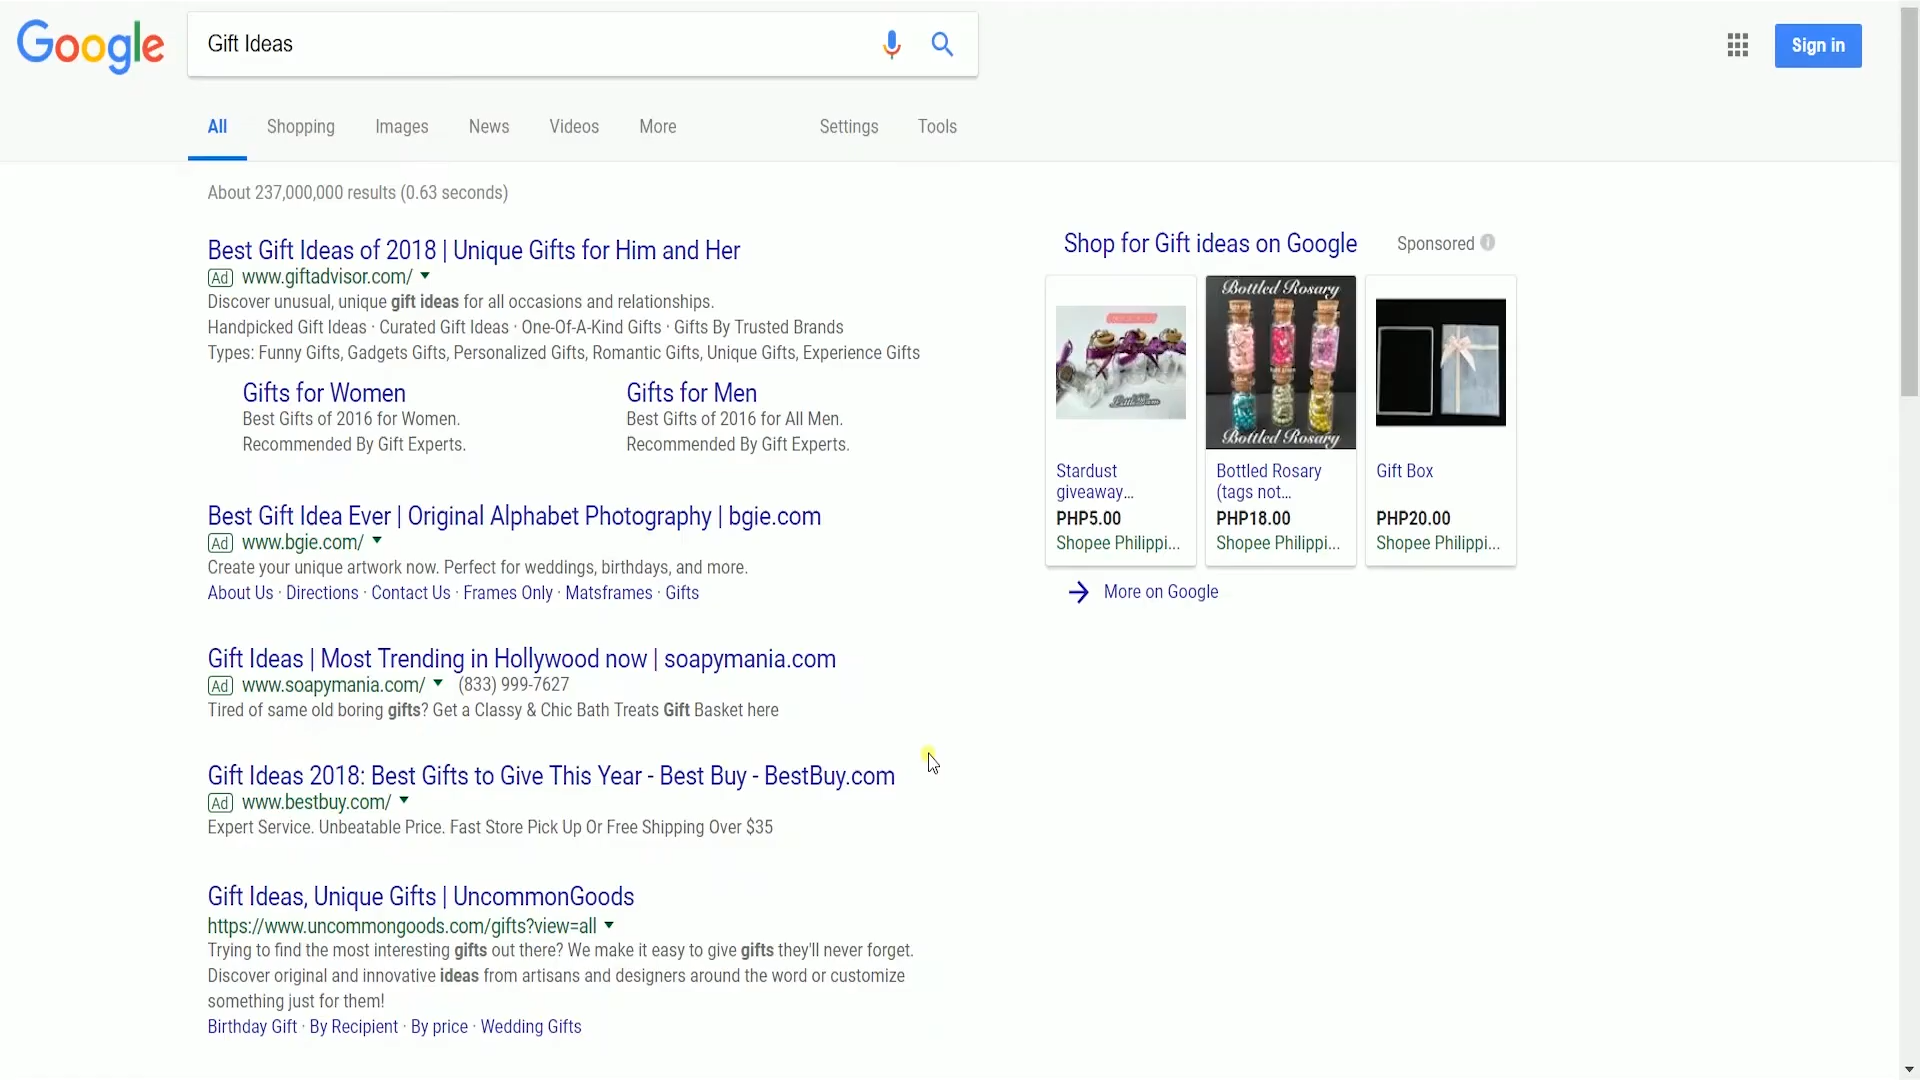 Google
Gift Ideas
Sign in
All
Shopping
Images
News
Videos
More
Settings
Tools
About 237,000,000 results (0.63 seconds)
Best Gift Ideas of 2018 | Unique Gifts for Him and Her
Ad www.giftadvisor.com/
Discover unusual, unique gift ideas for all occasions and relationships.
Handpicked Gift Ideas · Curated Gift Ideas · One-Of-A-Kind Gifts · Gifts By Trusted Brands
Types: Funny Gifts, Gadgets Gifts, Personalized Gifts, Romantic Gifts, Unique Gifts, Experience Gifts
Gifts for Women
Best Gifts of 2016 for Women.
Recommended By Gift Experts.
Gifts for Men
Best Gifts of 2016 for All Men.
Recommended By Gift Experts.
Best Gift Idea Ever | Original Alphabet Photography | bgie.com
Ad www.bgie.com/
Create your unique artwork now. Perfect for weddings, birthdays, and more.
About Us · Directions · Contact Us · Frames Only · Matsframes · Gifts
Gift Ideas | Most Trending in Hollywood now | soapymania.com
Ad www.soapymania.com/ (833) 999-7627
Tired of same old boring gifts? Get a Classy & Chic Bath Treats Gift Basket here
Gift Ideas 2018: Best Gifts to Give This Year - Best Buy - BestBuy.com
Ad www.bestbuy.com/
Expert Service. Unbeatable Price. Fast Store Pick Up Or Free Shipping Over $35
Gift Ideas, Unique Gifts | UncommonGoods
https://www.uncommongoods.com/gifts?view=all
Trying to find the most interesting gifts out there? We make it easy to give gifts they'll never forget.
Discover original and innovative ideas from artisans and designers around the word or customize
something just for them!
Birthday Gift · By Recipient · By price · Wedding Gifts
Shop for Gift ideas on Google
Sponsored
Stardust
giveaway...
PHP5.00
Shopee Philippi...
Bottled Rosary
Bottled Rosary
Bottled Rosary
(tags not...
PHP18.00
Shopee Philippi...
Gift Box
PHP20.00
Shopee Philippi...
More on Google